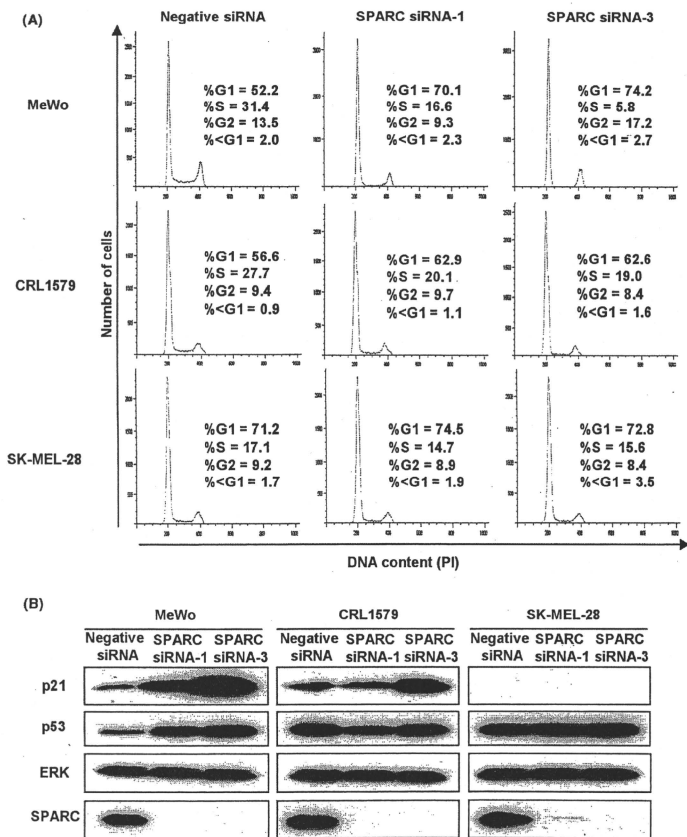 (A)
Negative siRNA SPARC siRNA-1 SPARC siRNA-3
MeWo
%G1 = 52.2
%S = 31.4
%G2 = 13.5
%<G1 = 2.0
%G1 = 70.1
%S = 16.6
%G2 = 9.3
%<G1 = 2.3
%G1 = 74.2
%S = 5.8
%G2 = 17.2
%<G1 = 2.7
CRL1579
%G1 = 56.6
%S = 27.7
%G2 = 9.4
%<G1 = 0.9
%G1 = 62.9
%S = 20.1
%G2 = 9.7
%<G1 = 1.1
%G1 = 62.6
%S = 19.0
%G2 = 8.4
%<G1 = 1.6
SK-MEL-28
%G1 = 71.2
%S = 17.1
%G2 = 9.2
%<G1 = 1.7
%G1 = 74.5
%S = 14.7
%G2 = 8.9
%<G1 = 1.9
%G1 = 72.8
%S = 15.6
%G2 = 8.4
%<G1 = 3.5
Number of cells
DNA content (PI)
(B)
MeWo CRL1579 SK-MEL-28
Negative SPARC SPARC Negative SPARC SPARC Negative SPARC SPARC
siRNA siRNA-1 siRNA-3 siRNA siRNA-1 siRNA-3 siRNA siRNA-1 siRNA-3
p21
p53
ERK
SPARC